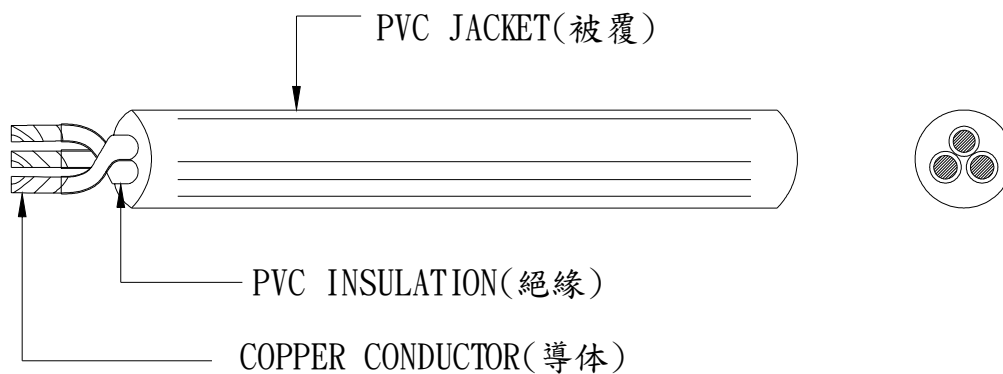 PVC JACKET(被覆)
PVC INSULATION(絕緣)
COPPER CONDUCTOR(導体)